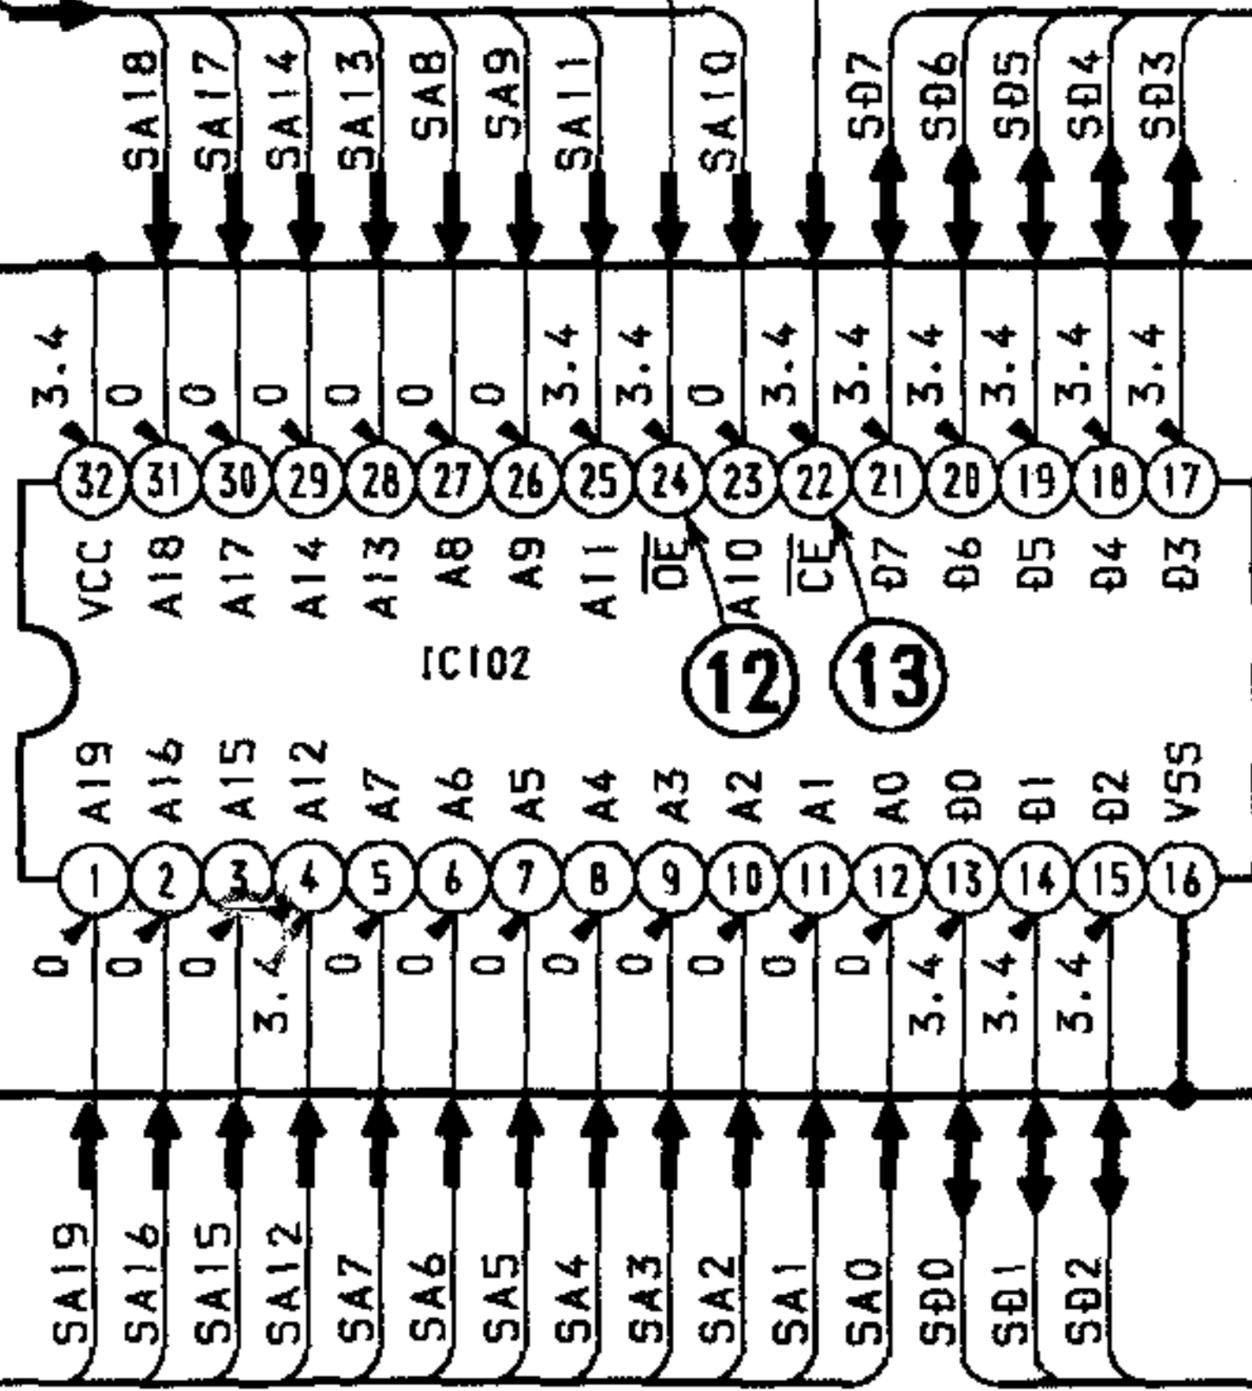 SA18 SA17 SA14 SA13 SA8 SA9 SA11 SA10 SD7 SD6 SD5 SD4 SD3
3.4 0 0 0 0 0 0 3.4 3.4 0 3.4 3.4 3.4 3.4 3.4 3.4
32 31 30 29 28 27 26 25 24 23 22 21 20 19 18 17
VCC A18 A17 A14 A13 A8 A9 A11 OE A10 CE D7 D6 D5 D4 D3
IC102 12 13
A19 A16 A15 A12 A7 A6 A5 A4 A3 A2 A1 A0 D0 D1 D2 VSS
1 2 3 4 5 6 7 8 9 10 11 12 13 14 15 16
0 0 0 3.4 0 0 0 0 0 0 0 0 3.4 3.4 3.4
SA19 SA16 SA15 SA12 SA7 SA6 SA5 SA4 SA3 SA2 SA1 SA0 SD0 SD1 SD2